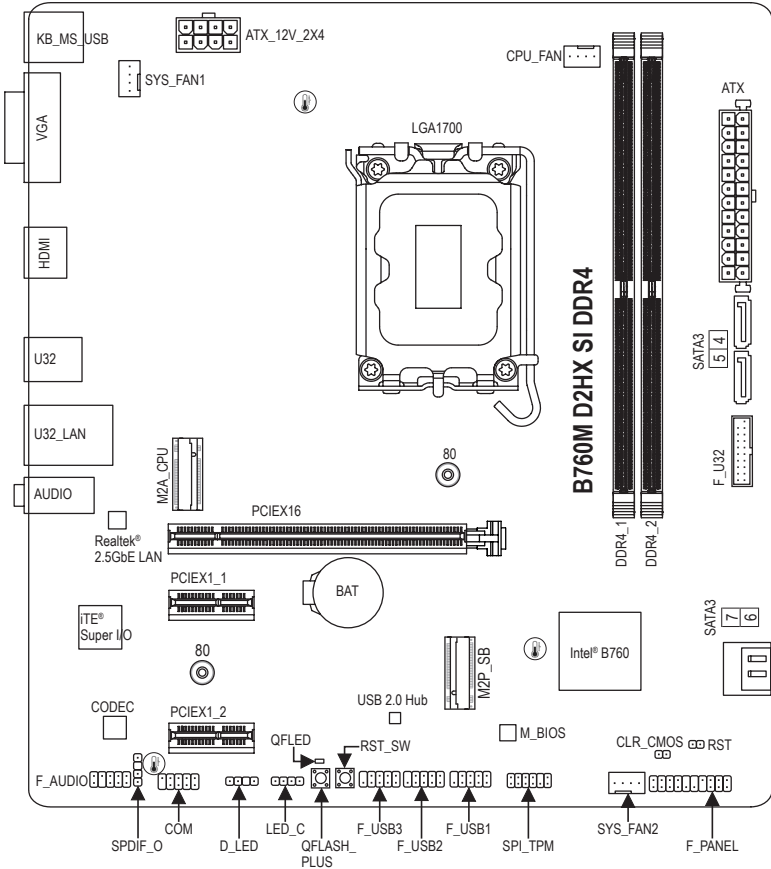 KB_MS_USB
ATX_12V_2X4
SYS_FAN1
CPU_FAN
ATX
VGA
LGA1700
HDMI
B760M D2HX SI DDR4
SATA3
5 4
U32
U32_LAN
M2A_CPU
80
F_U32
AUDIO
Realtek®
2.5GbE LAN
PCIEX16
DDR4_1
DDR4_2
PCIEX1_1
BAT
iTE®
Super I/O
80
M2P_SB
Intel® B760
SATA3
7 6
CODEC
PCIEX1_2
USB 2.0 Hub
QFLED
RST_SW
M_BIOS
CLR_CMOS
RST
F_AUDIO
SPDIF_O
COM
D_LED
LED_C
QFLASH_
PLUS
F_USB3
F_USB2
F_USB1
SPI_TPM
SYS_FAN2
F_PANEL